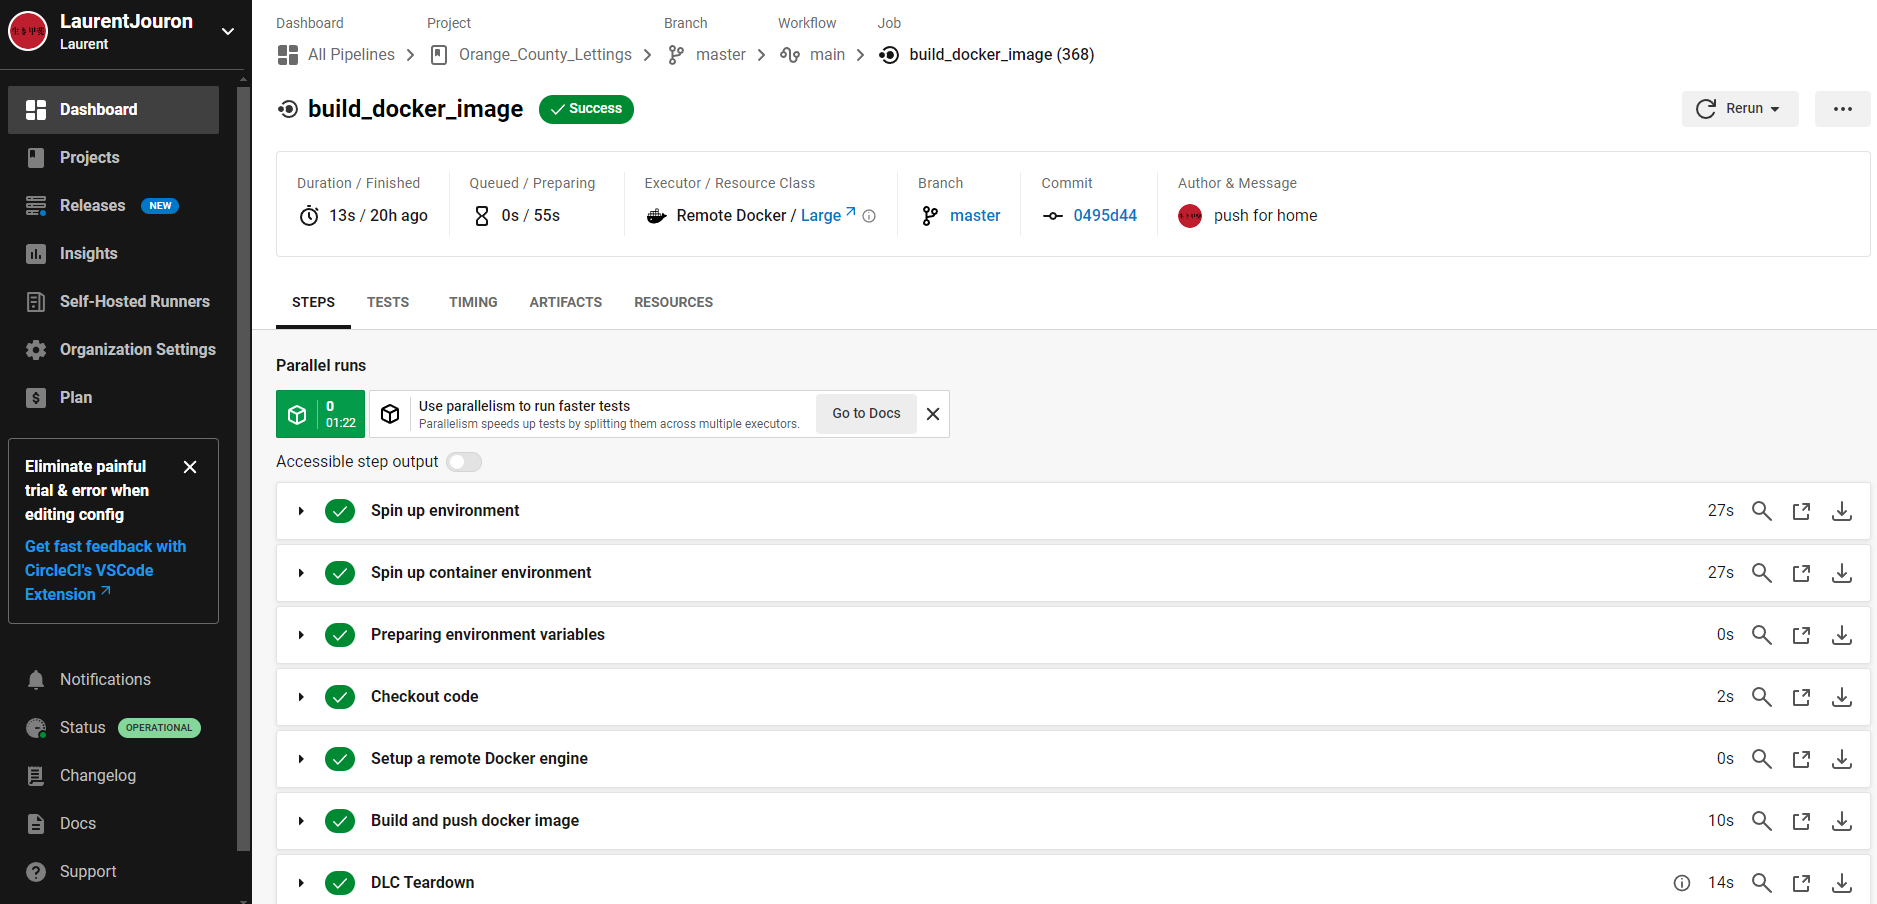 LaurentJouron
Laurent
Dashboard
Projects
Releases NEW
Insights
Self-Hosted Runners
Organization Settings
Plan
Eliminate painful
trial & error when
editing config
Get fast feedback with
CircleCI's VSCode
Extension
Notifications
Status OPERATIONAL
Changelog
Docs
Support
Dashboard Project Branch Workflow Job
All Pipelines Orange_County_Lettings master main build_docker_image (368)
build_docker_image Success
Rerun
Duration / Finished Queued / Preparing Executor / Resource Class Branch Commit Author & Message
13s / 20h ago 0s / 55s Remote Docker / Large master 0495d44 push for home
STEPS TESTS TIMING ARTIFACTS RESOURCES
Parallel runs
0
01:22
Use parallelism to run faster tests
Parallelism speeds up tests by splitting them across multiple executors.
Go to Docs
Accessible step output
Spin up environment 27s
Spin up container environment 27s
Preparing environment variables 0s
Checkout code 2s
Setup a remote Docker engine 0s
Build and push docker image 10s
DLC Teardown 14s